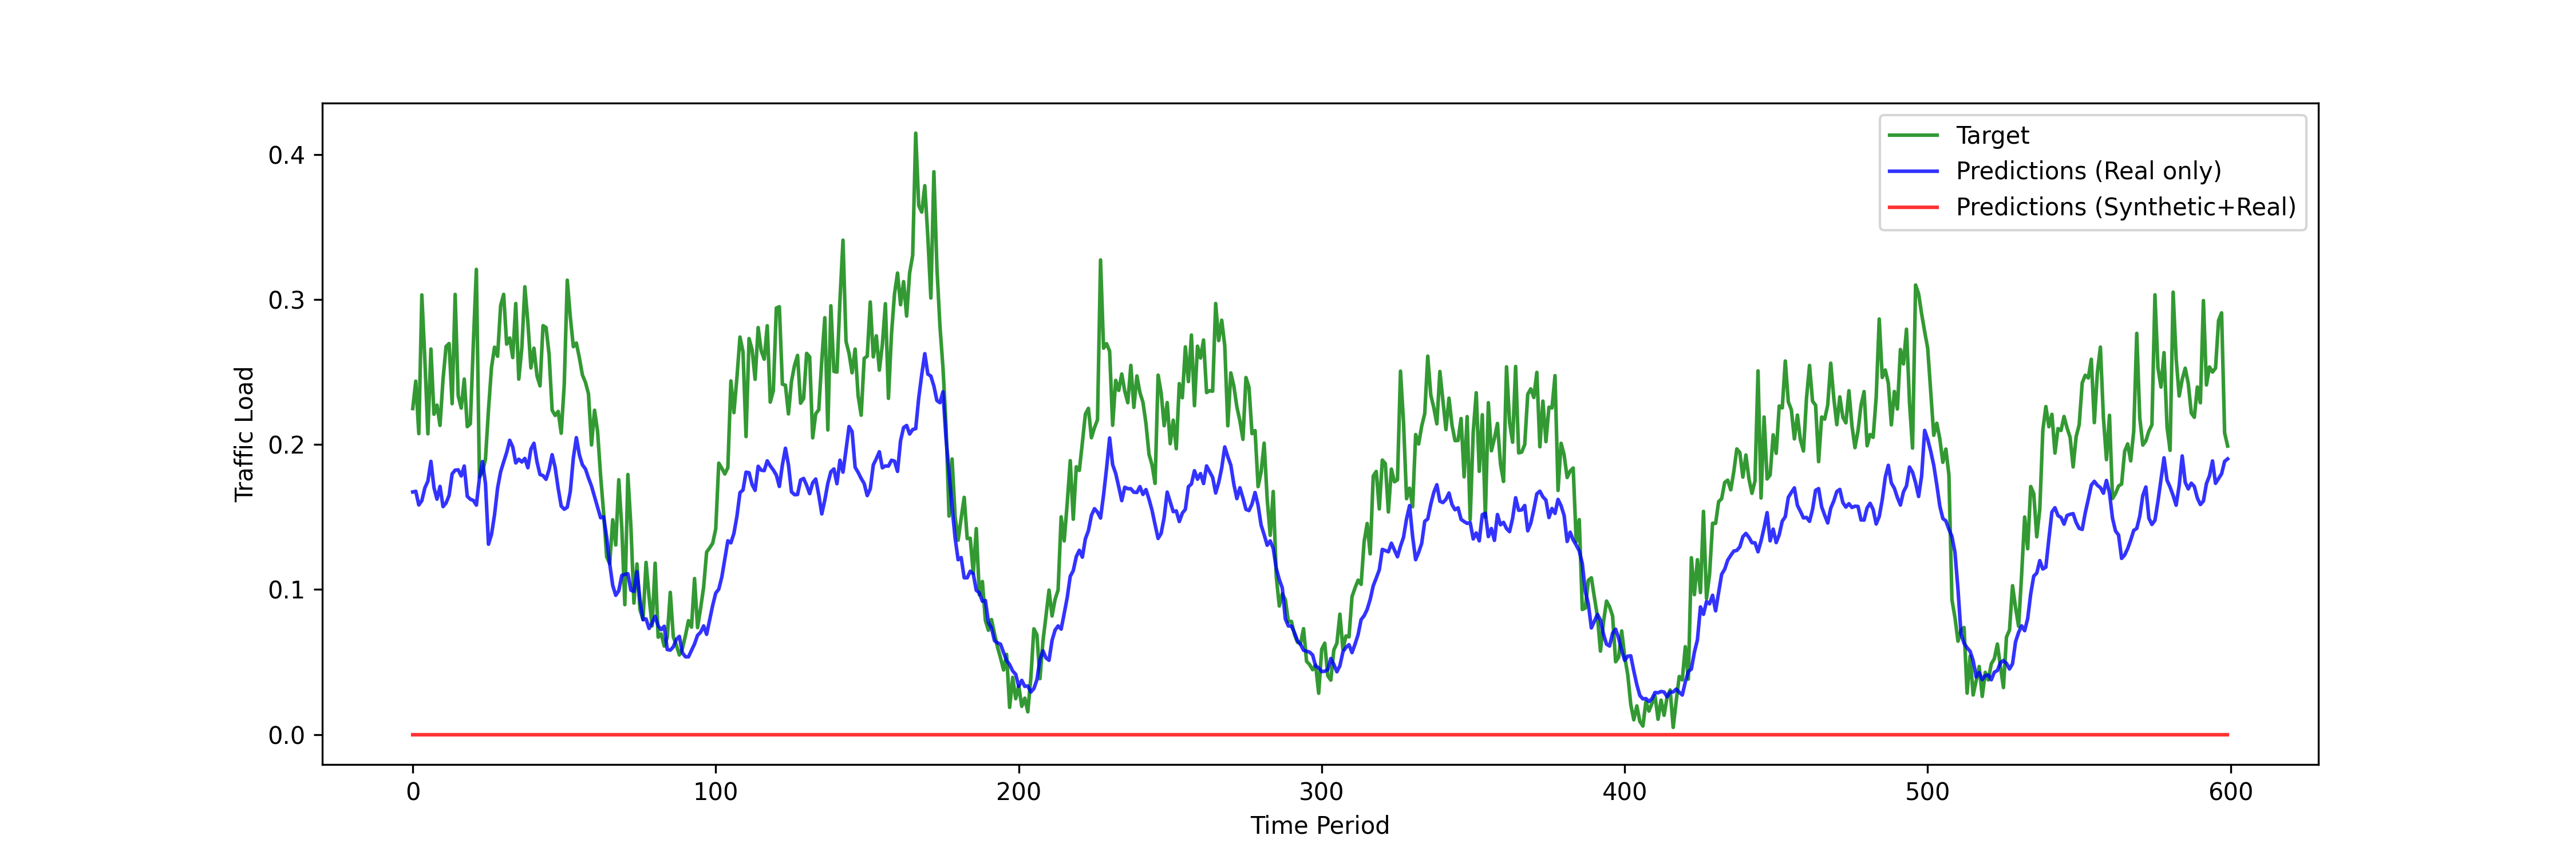 Target
Predictions (Real only)
Predictions (Synthetic+Real)
Traffic Load
0.4
0.3
0.2
0.1
0.0
0 100 200 300 400 500 600
Time Period